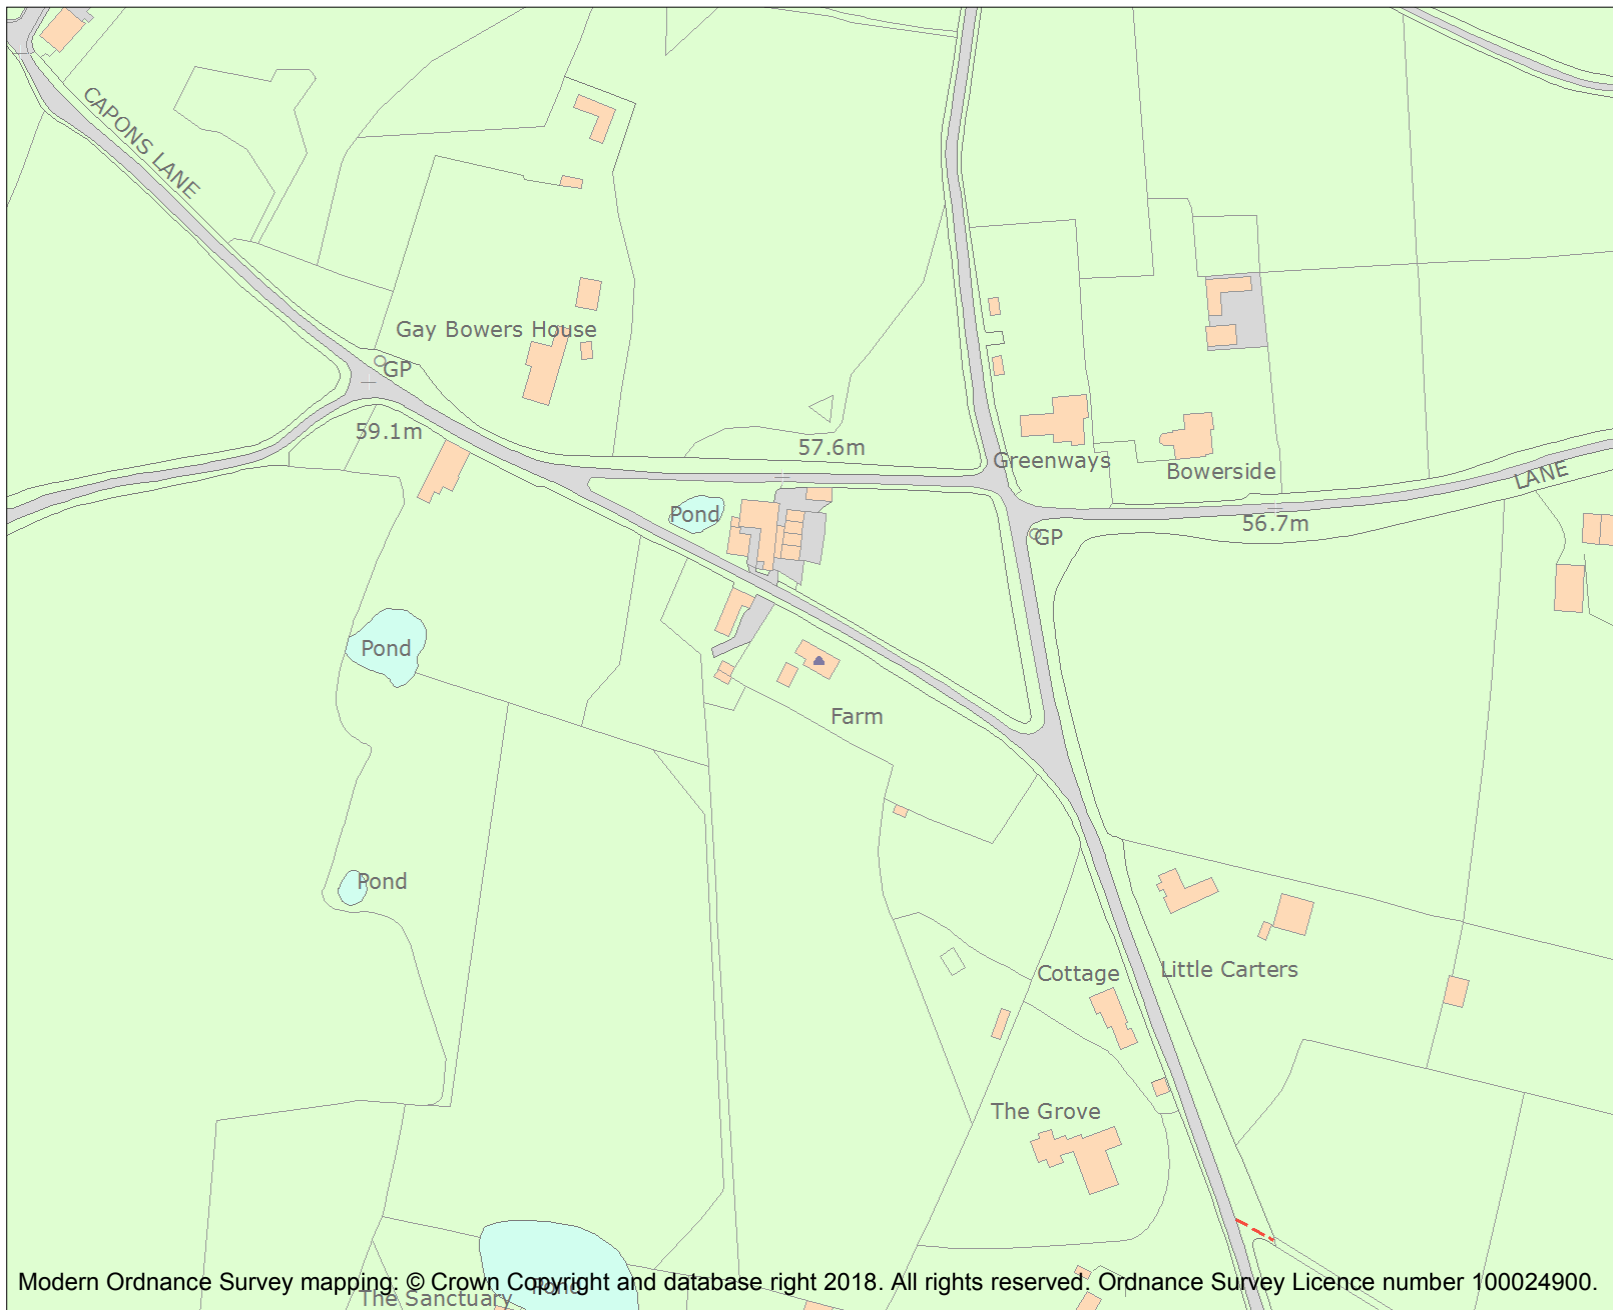 CAPONS LANE
Gay Bowers House
GP
59.1m
57.6m
Greenways
Bowerside
LANE
Pond
56.7m
GP
Pond
Farm
Pond
Cottage
Little Carters
The Grove
Pond
The Sanctuary
Modern Ordnance Survey mapping: © Crown Copyright and database right 2018. All rights reserved. Ordnance Survey Licence number 100024900.